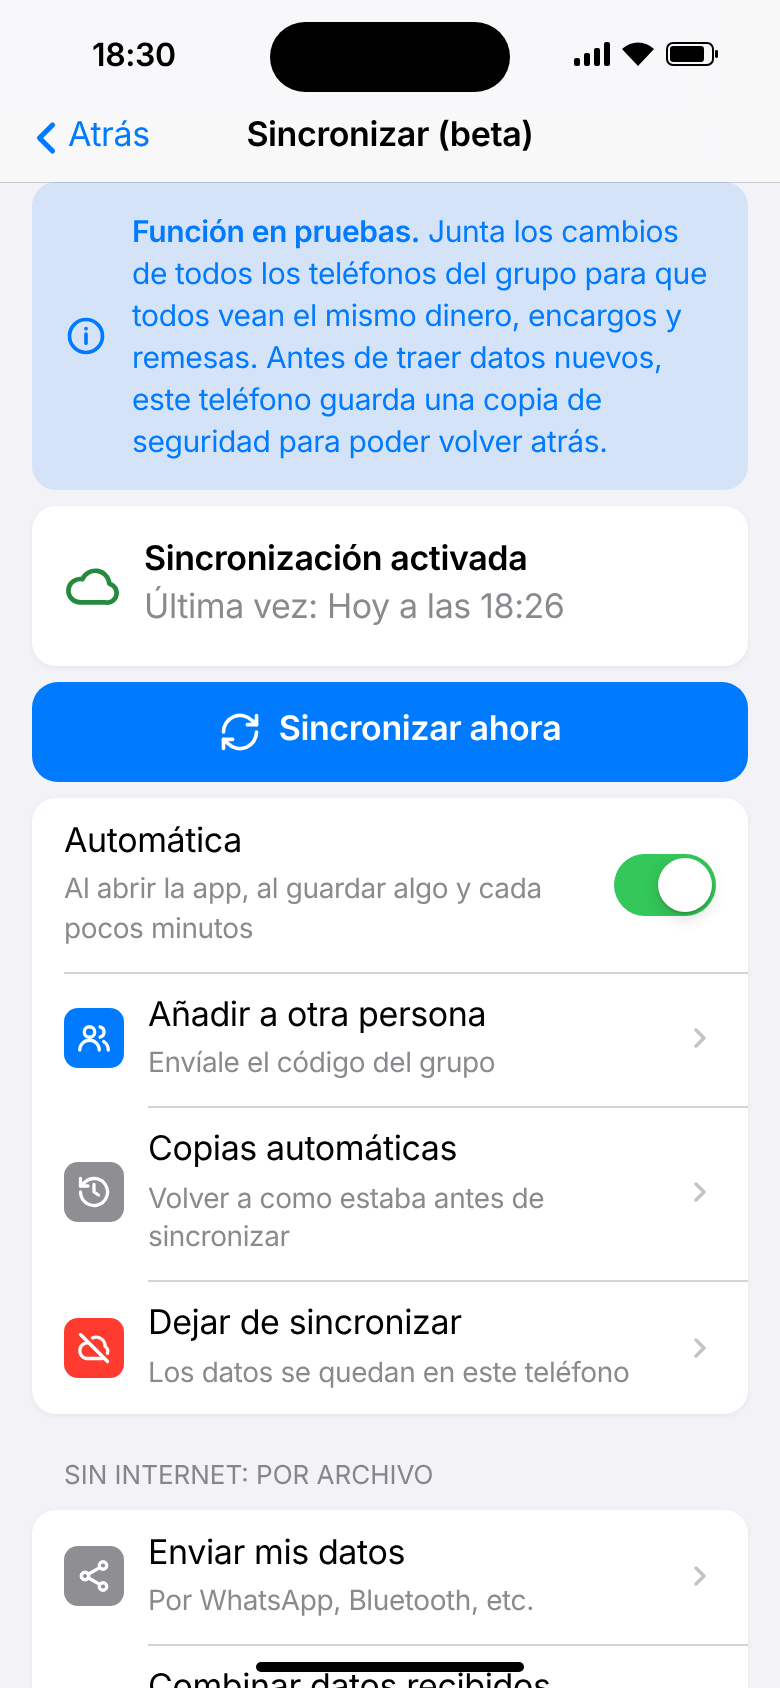 18:30
Atrás
Sincronizar (beta)
Función en pruebas. Junta los cambios
de todos los teléfonos del grupo para que
todos vean el mismo dinero, encargos y
remesas. Antes de traer datos nuevos,
este teléfono guarda una copia de
seguridad para poder volver atrás.
Sincronización activada
Última vez: Hoy a las 18:26
Sincronizar ahora
Automática
Al abrir la app, al guardar algo y cada
pocos minutos
Añadir a otra persona
Envíale el código del grupo
Copias automáticas
Volver a como estaba antes de
sincronizar
Dejar de sincronizar
Los datos se quedan en este teléfono
SIN INTERNET: POR ARCHIVO
Enviar mis datos
Por WhatsApp, Bluetooth, etc.
Combinar datos recibidos